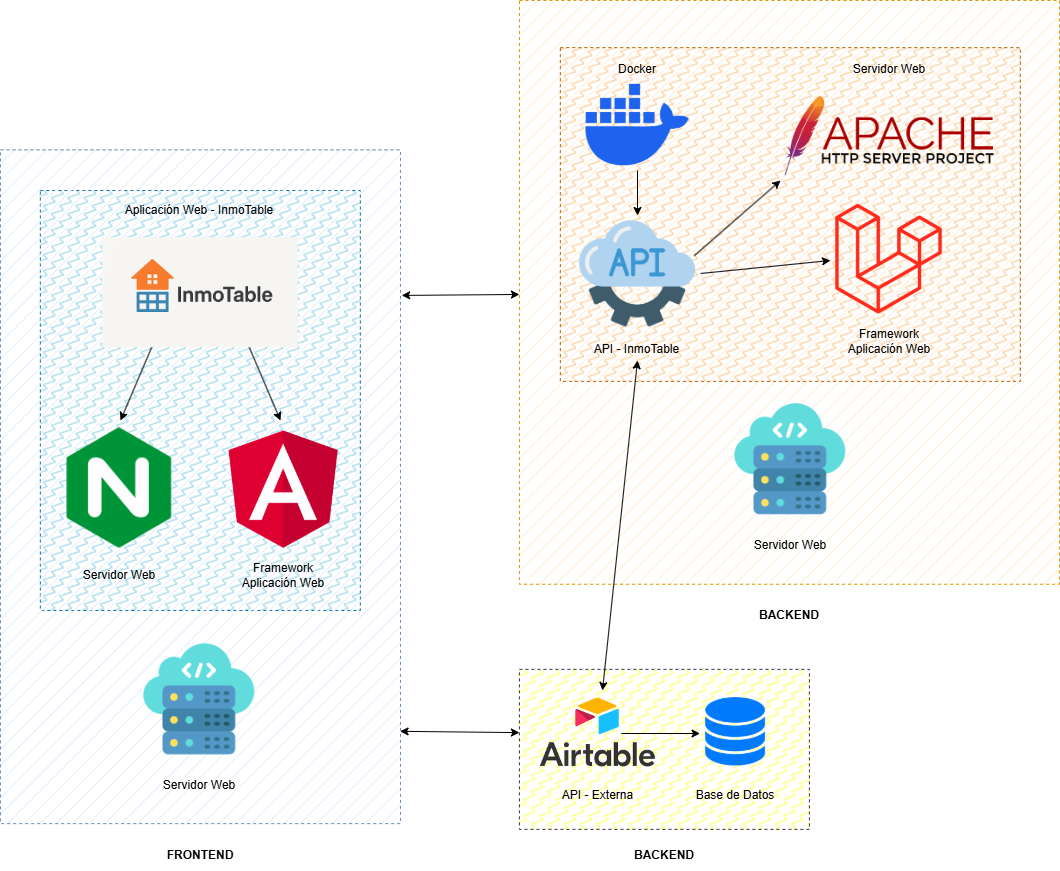 Aplicación Web - InmoTable
InmoTable
N
A
Servidor Web
Framework
Aplicación Web
</>
Servidor Web
FRONTEND
Docker
Servidor Web
APACHE
HTTP SERVER PROJECT
API
API - InmoTable
Framework
Aplicación Web
</>
Servidor Web
BACKEND
Airtable
API - Externa
Base de Datos
BACKEND